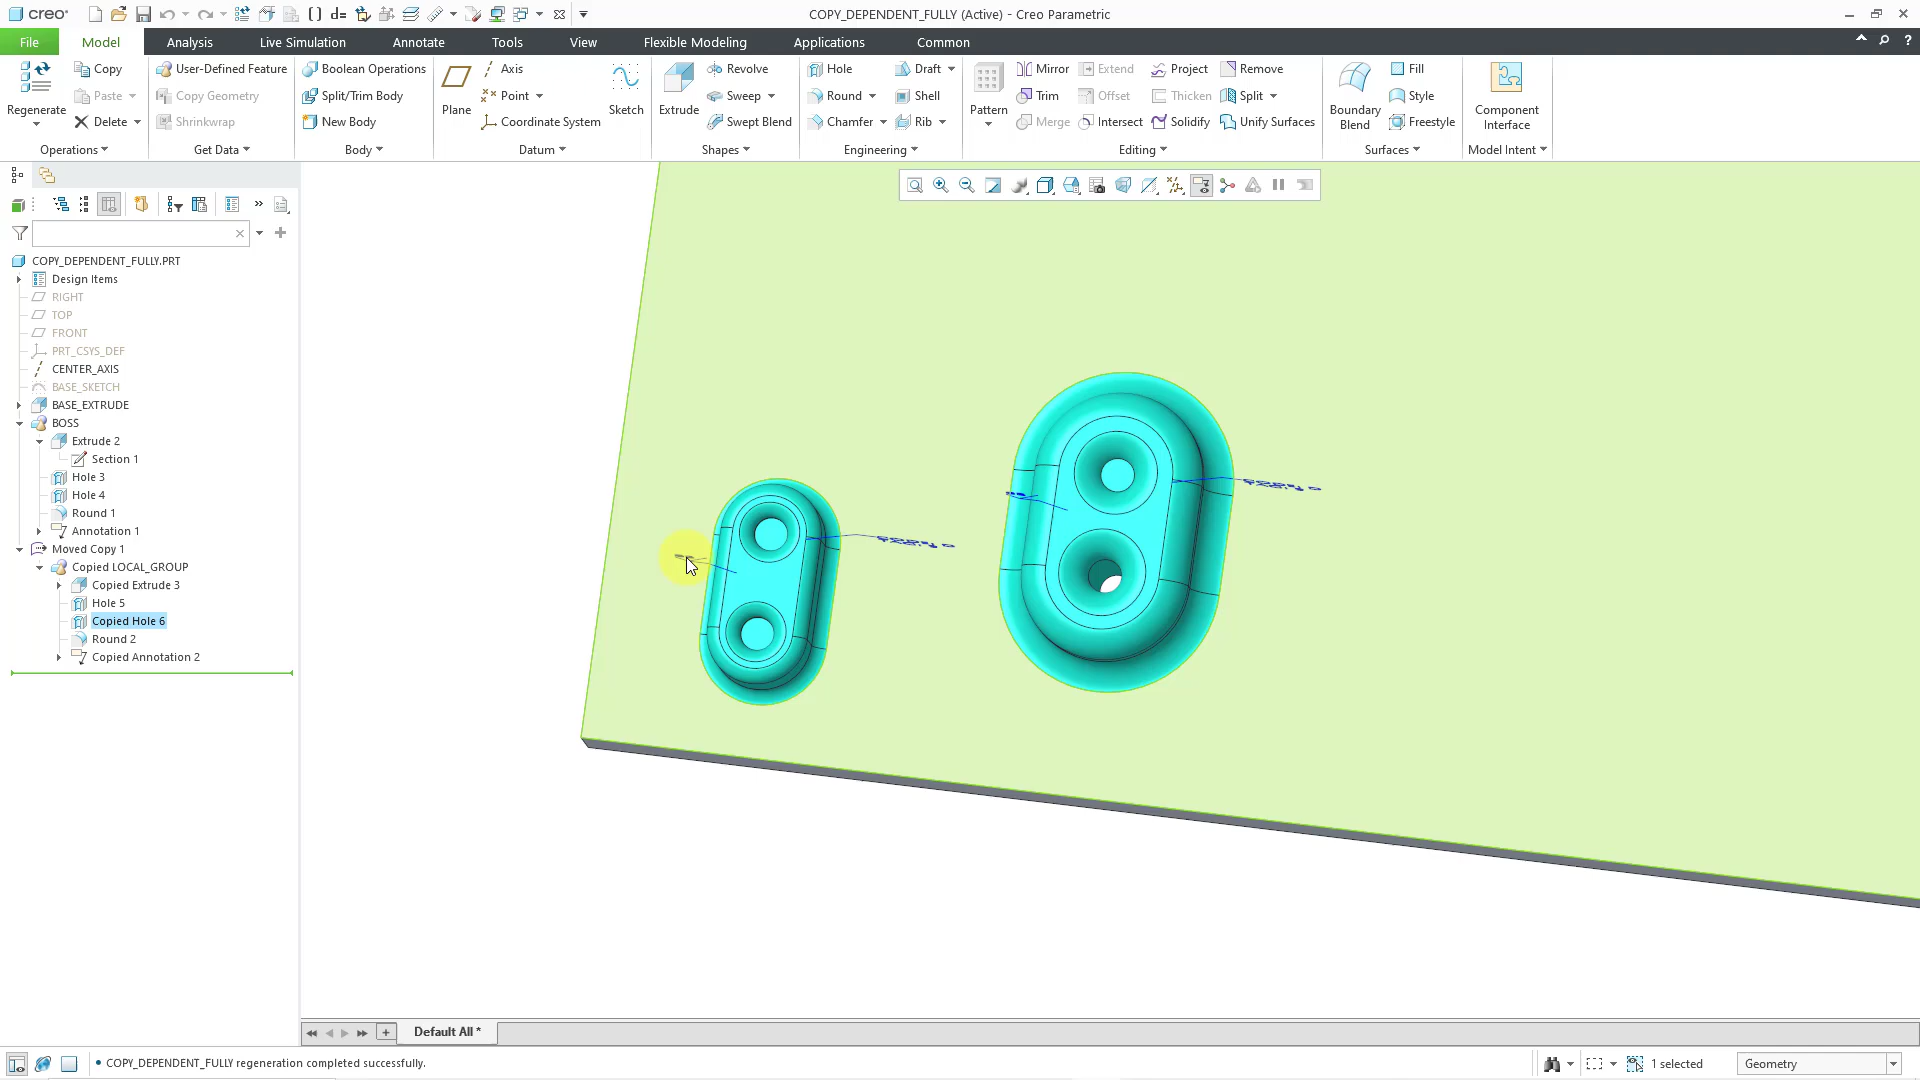 creo
COPY_DEPENDENT_FULLY (Active) - Creo Parametric
File
Model
Analysis
Live Simulation
Annotate
Tools
View
Flexible Modeling
Applications
Common
Regenerate
Copy
Paste
Delete
Operations
User-Defined Feature
Copy Geometry
Shrinkwrap
Get Data
Boolean Operations
Split/Trim Body
New Body
Body
Plane
Axis
Point
Coordinate System
Sketch
Datum
Extrude
Revolve
Sweep
Swept Blend
Shapes
Hole
Round
Chamfer
Draft
Shell
Rib
Engineering
Pattern
Mirror
Trim
Merge
Extend
Offset
Intersect
Project
Thicken
Solidify
Remove
Split
Unify Surfaces
Editing
Boundary
Blend
Fill
Style
Freestyle
Surfaces
Component
Interface
Model Intent
COPY_DEPENDENT_FULLY.PRT
Design Items
RIGHT
TOP
FRONT
PRT_CSYS_DEF
CENTER_AXIS
BASE_SKETCH
BASE_EXTRUDE
BOSS
Extrude 2
Section 1
Hole 3
Hole 4
Round 1
Annotation 1
Moved Copy 1
Copied LOCAL_GROUP
Copied Extrude 3
Hole 5
Copied Hole 6
Round 2
Copied Annotation 2
Default All *
• COPY_DEPENDENT_FULLY regeneration completed successfully.
1 selected
Geometry